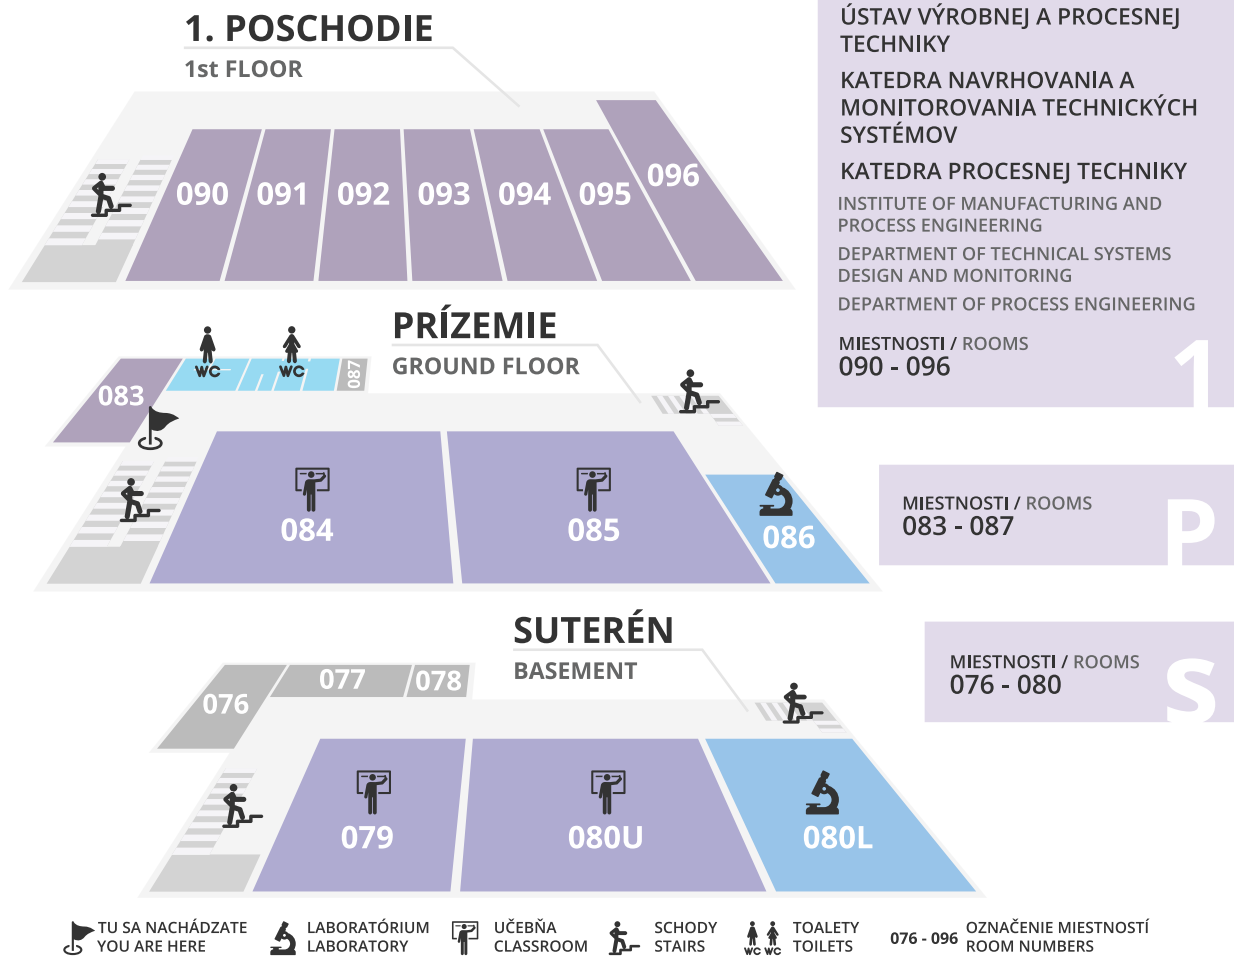 1. POSCHODIE
1st FLOOR
090 091 092 093 094 095 096
ÚSTAV VÝROBNEJ A PROCESNEJ
TECHNIKY
KATEDRA NAVRHOVANIA A
MONITOROVANIA TECHNICKÝCH
SYSTÉMOV
KATEDRA PROCESNEJ TECHNIKY
INSTITUTE OF MANUFACTURING AND
PROCESS ENGINEERING
DEPARTMENT OF TECHNICAL SYSTEMS
DESIGN AND MONITORING
DEPARTMENT OF PROCESS ENGINEERING
MIESTNOSTI / ROOMS
090 - 096
1
PRÍZEMIE
GROUND FLOOR
WC WC
087
083
084 085 086
MIESTNOSTI / ROOMS
083 - 087
P
SUTERÉN
BASEMENT
076 077 078
079 080U 080L
MIESTNOSTI / ROOMS
076 - 080
S
TU SA NACHÁDZATE
YOU ARE HERE
LABORATÓRIUM
LABORATORY
UČEBŇA
CLASSROOM
SCHODY
STAIRS
WC WC
TOALETY
TOILETS
076 - 096
OZNAČENIE MIESTNOSTÍ
ROOM NUMBERS